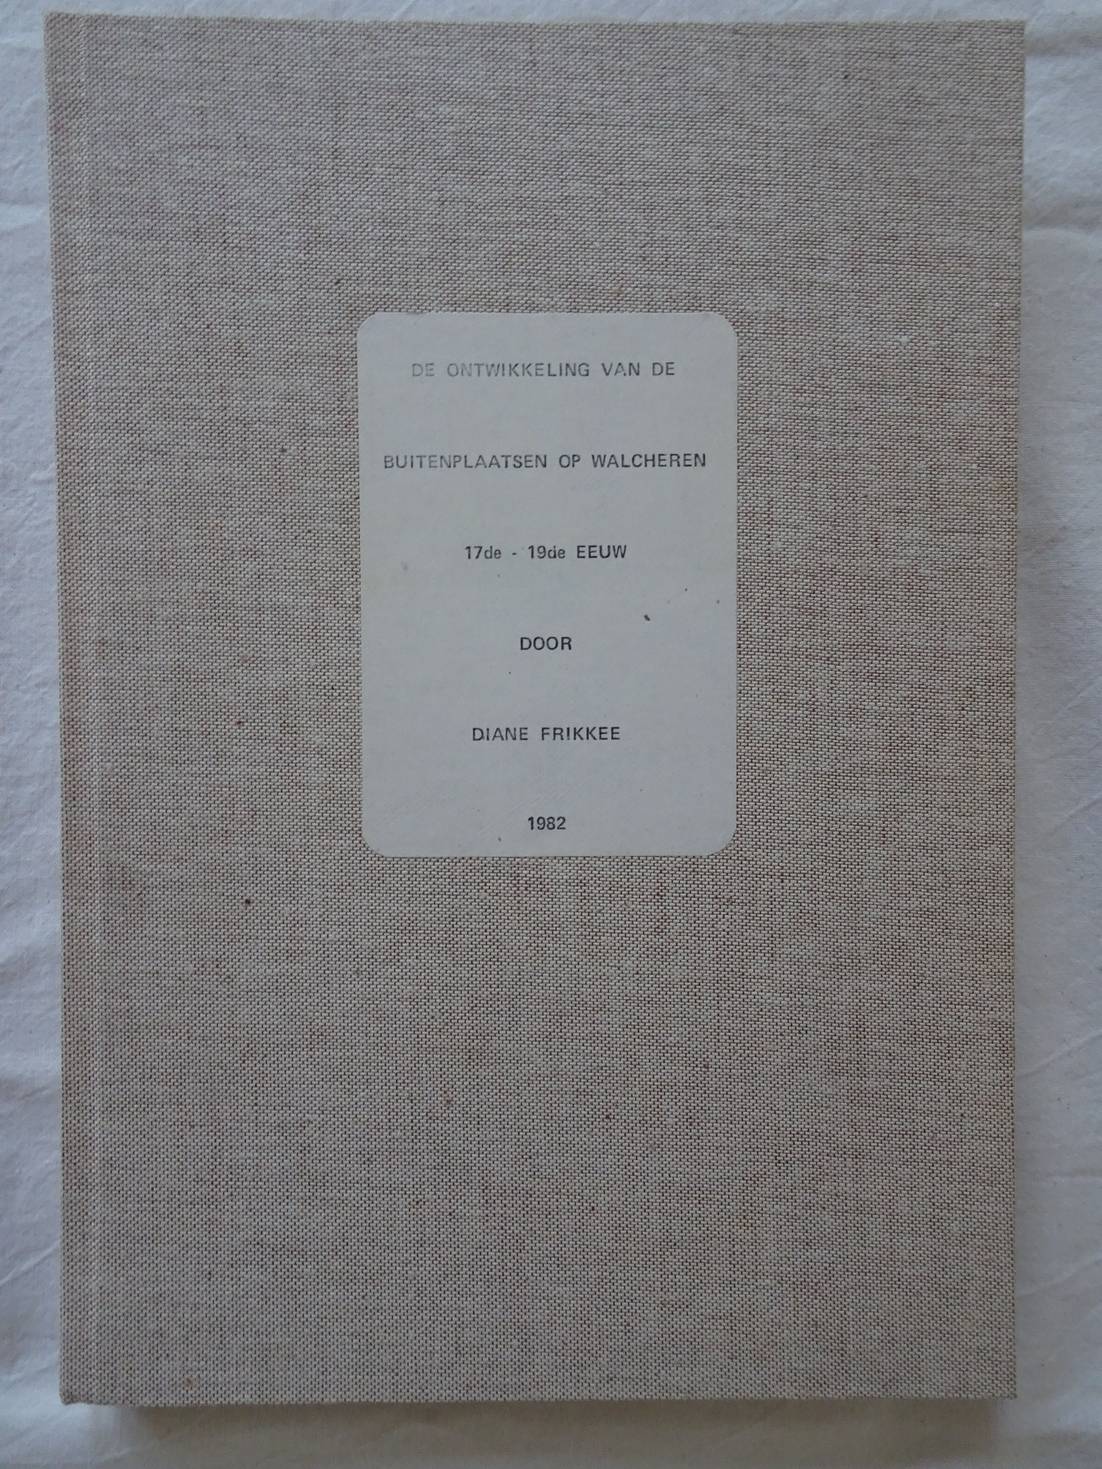 DE ONTWIKKELING VAN DE
BUITENPLAATSEN OP WALCHEREN
17de - 19de EEUW
DOOR
DIANE FRIKKEE
1982